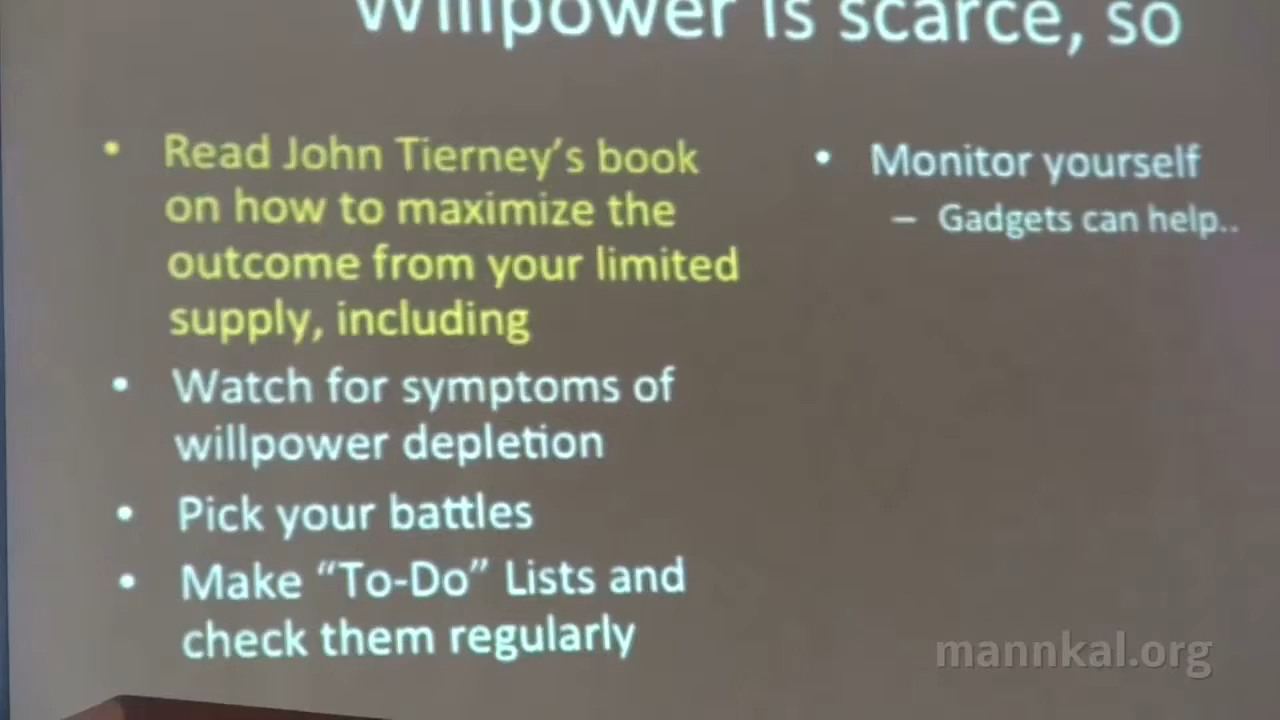 Willpower is scarce, so
• Read John Tierney's book
on how to maximize the
outcome from your limited
supply, including
• Watch for symptoms of
willpower depletion
• Pick your battles
• Make “To-Do” Lists and
check them regularly
• Monitor yourself
– Gadgets can help..
mannkal.org